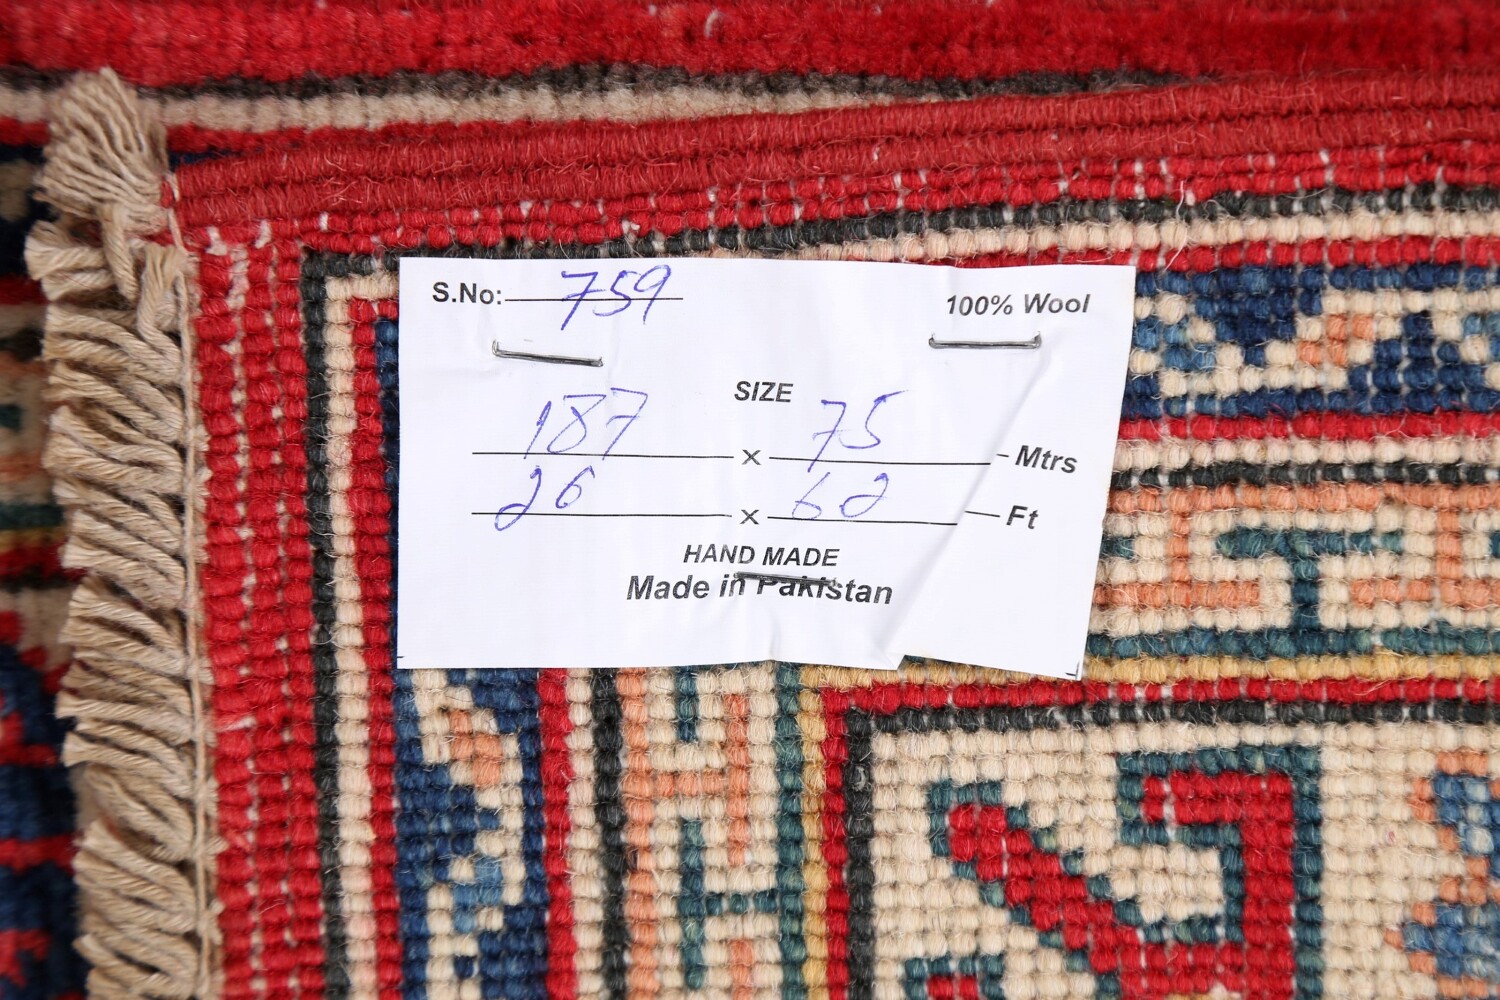 S.No: 759 100% Wool
SIZE
187 x 75 Mtrs
26 x 62 Ft
HAND MADE
Made in Pakistan